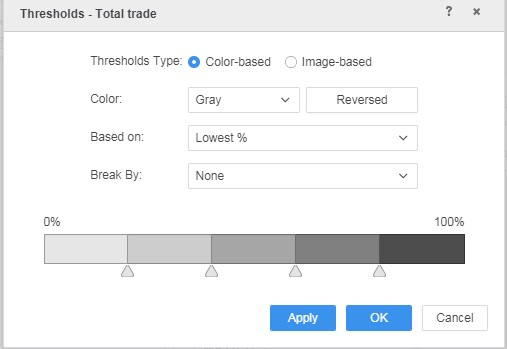 Thresholds - Total trade ? ×
Thresholds Type: Color-based Image-based
Color: Gray Reversed
Based on: Lowest %
Break By: None
0% 100%
Apply OK Cancel